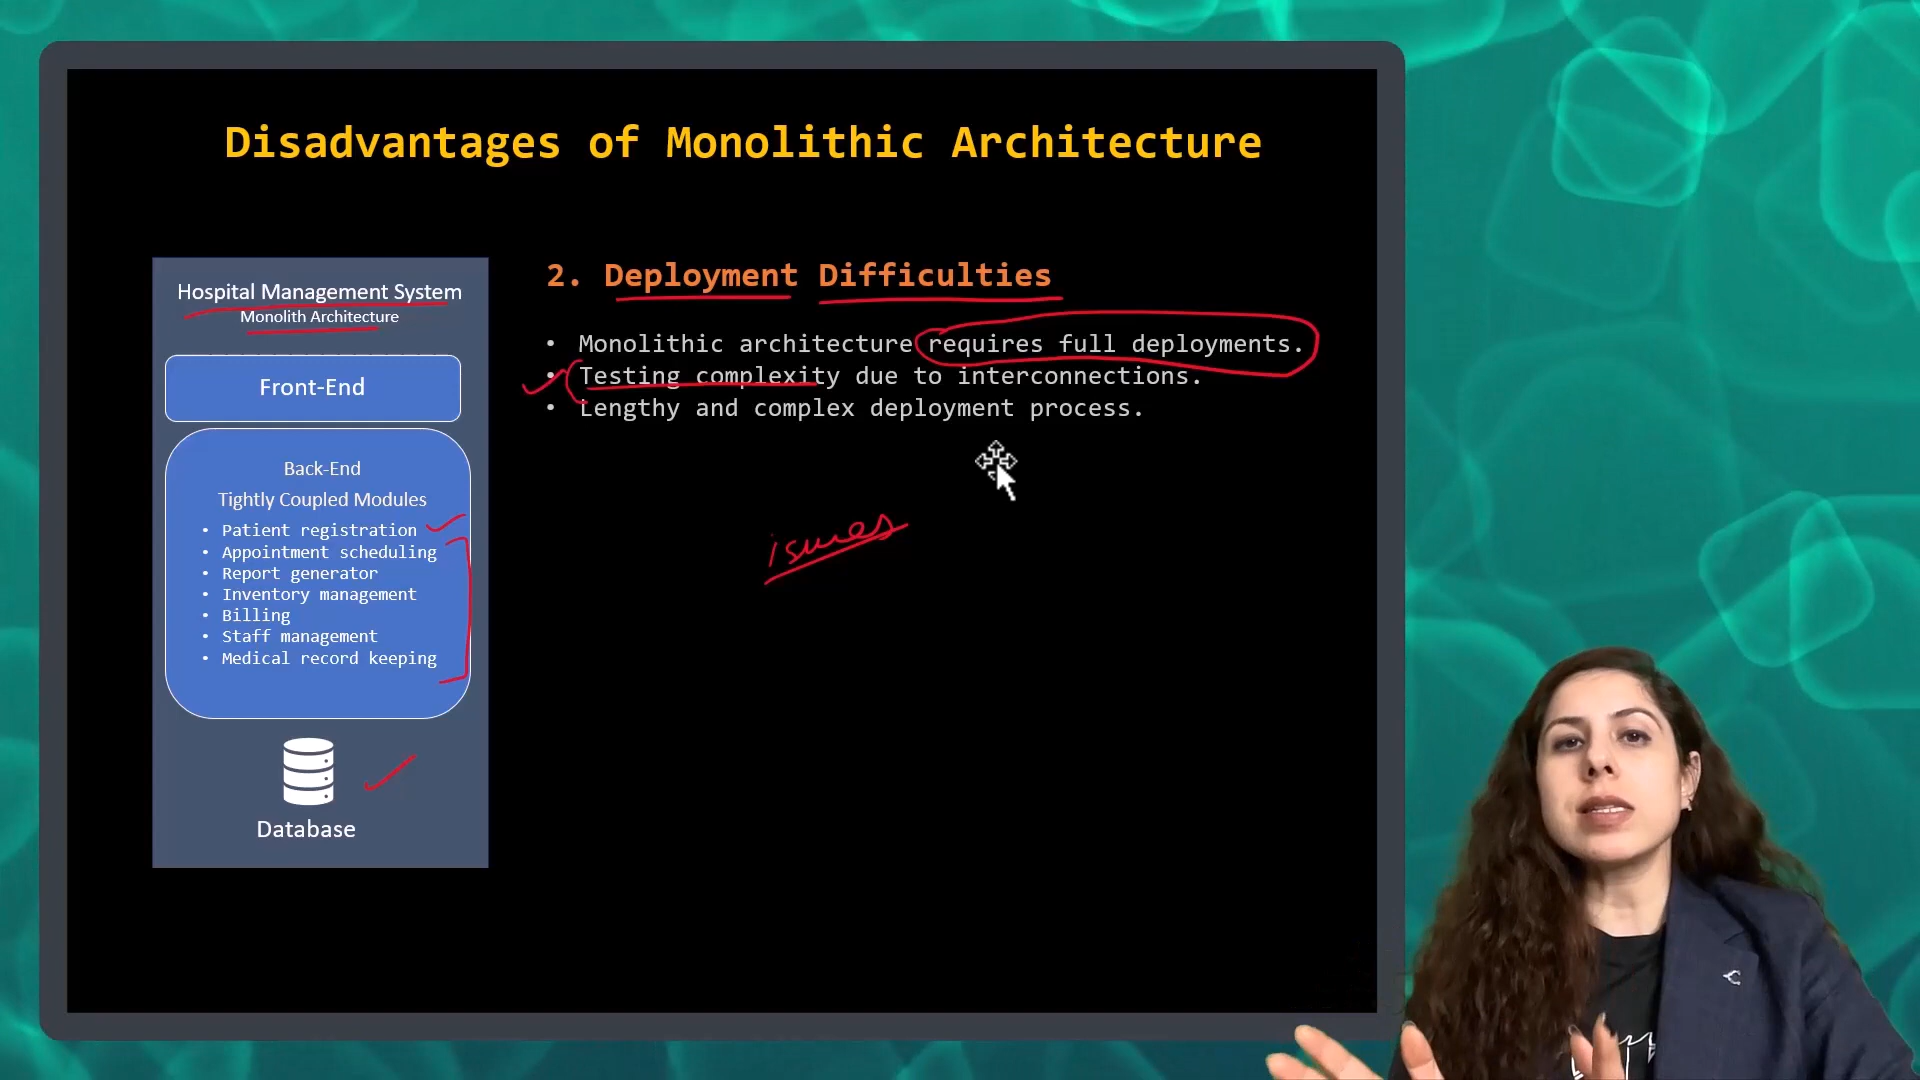 Disadvantages of Monolithic Architecture
Hospital Management System
Monolith Architecture
Front-End
Back-End
Tightly Coupled Modules
• Patient registration
• Appointment scheduling
• Report generator
• Inventory management
• Billing
• Staff management
• Medical record keeping
Database
2. Deployment Difficulties
• Monolithic architecture requires full deployments.
• Testing complexity due to interconnections.
• Lengthy and complex deployment process.
issues